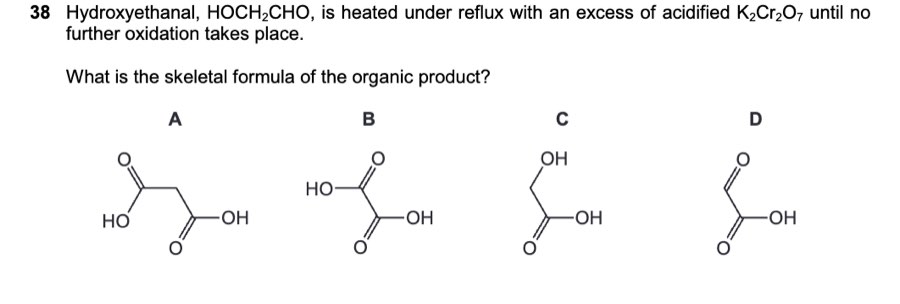 38 Hydroxyethanal, HOCH₂CHO, is heated under reflux with an excess of acidified K₂Cr₂O₇ until no
further oxidation takes place.
What is the skeletal formula of the organic product?
A B C D
O O OH O
HO
HO OH OH OH OH
O O O O